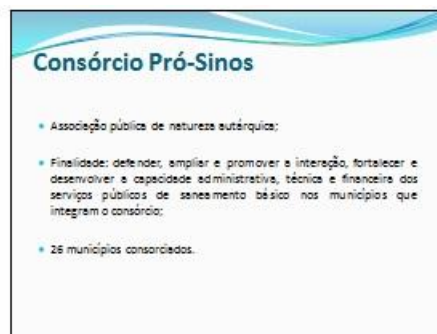 Consórcio Pró-Sinos
Associação pública de natureza autárquica;
Finalidade: defender, ampliar e promover a interação, fortalecer e
desenvolver a capacidade administrativa, técnica e financeira dos
serviços públicos de saneamento básico nos municípios que
integram o consórcio;
26 municípios consorciados.